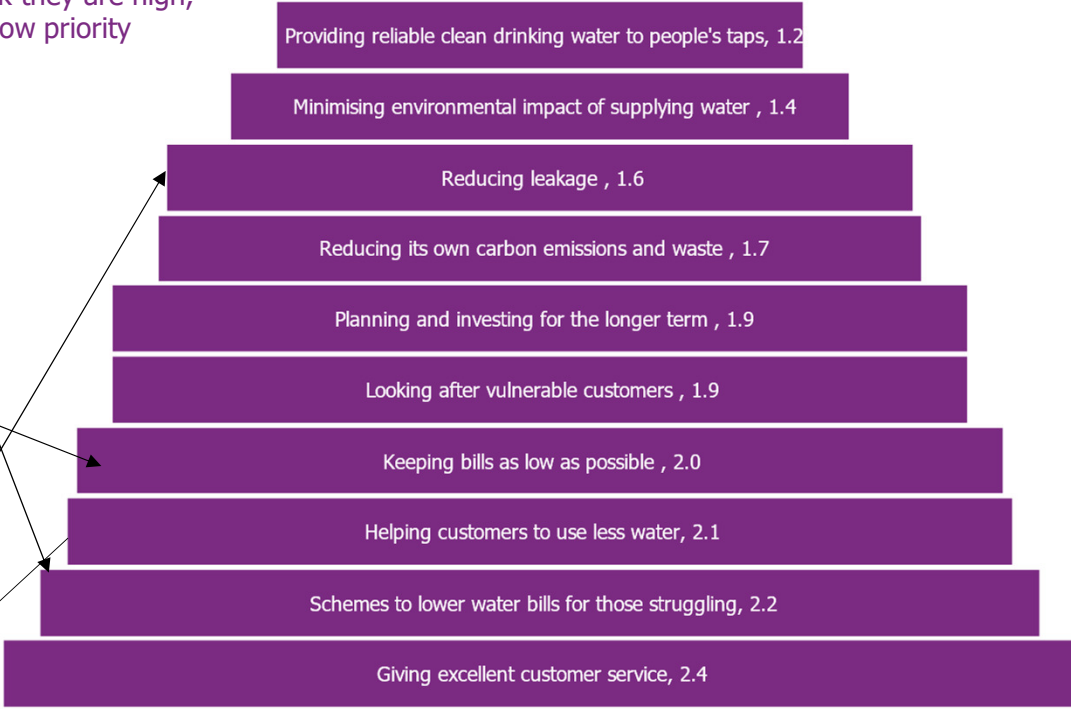 they are high,
low priority
Providing reliable clean drinking water to people's taps, 1.2
Minimising environmental impact of supplying water , 1.4
Reducing leakage , 1.6
Reducing its own carbon emissions and waste , 1.7
Planning and investing for the longer term , 1.9
Looking after vulnerable customers , 1.9
Keeping bills as low as possible , 2.0
Helping customers to use less water, 2.1
Schemes to lower water bills for those struggling, 2.2
Giving excellent customer service, 2.4